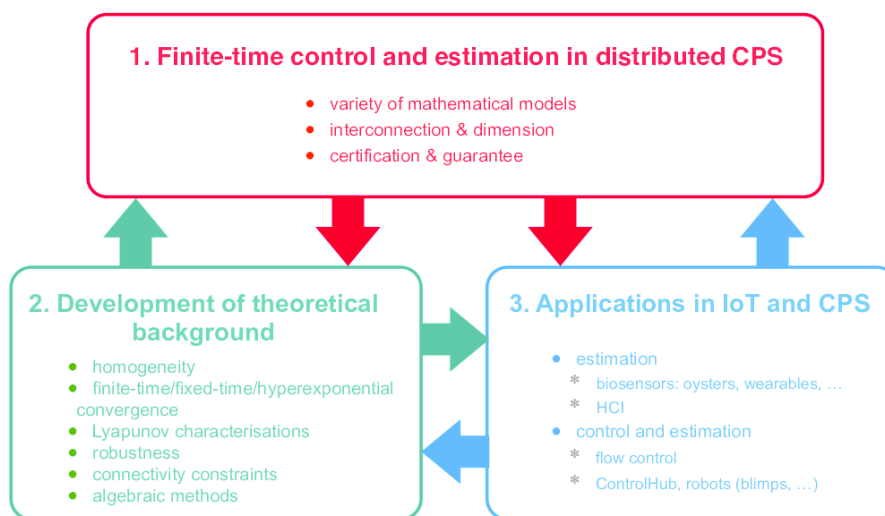 1. Finite-time control and estimation in distributed CPS
• variety of mathematical models
• interconnection & dimension
• certification & guarantee
2. Development of theoretical
background
• homogeneity
• finite-time/fixed-time/hyperexponential
convergence
• Lyapunov characterisations
• robustness
• connectivity constraints
• algebraic methods
3. Applications in IoT and CPS
• estimation
* biosensors: oysters, wearables, …
* HCI
• control and estimation
* flow control
* ControlHub, robots (blimps, …)